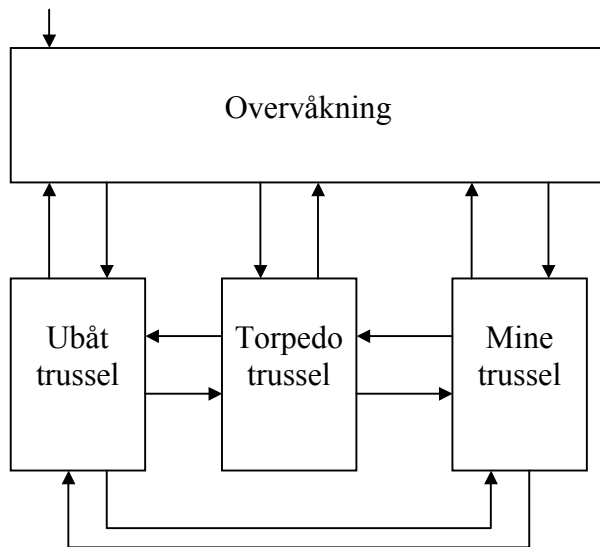 Overvåkning
Ubåt
trussel
Torpedo
trussel
Mine
trussel